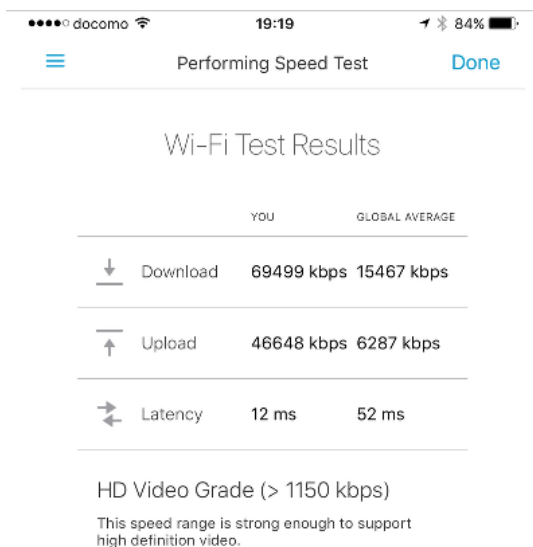 docomo 19:19 84%
Performing Speed Test Done
Wi-Fi Test Results
YOU GLOBAL AVERAGE
Download 69499 kbps 15467 kbps
Upload 46648 kbps 6287 kbps
Latency 12 ms 52 ms
HD Video Grade (> 1150 kbps)
This speed range is strong enough to support
high definition video.